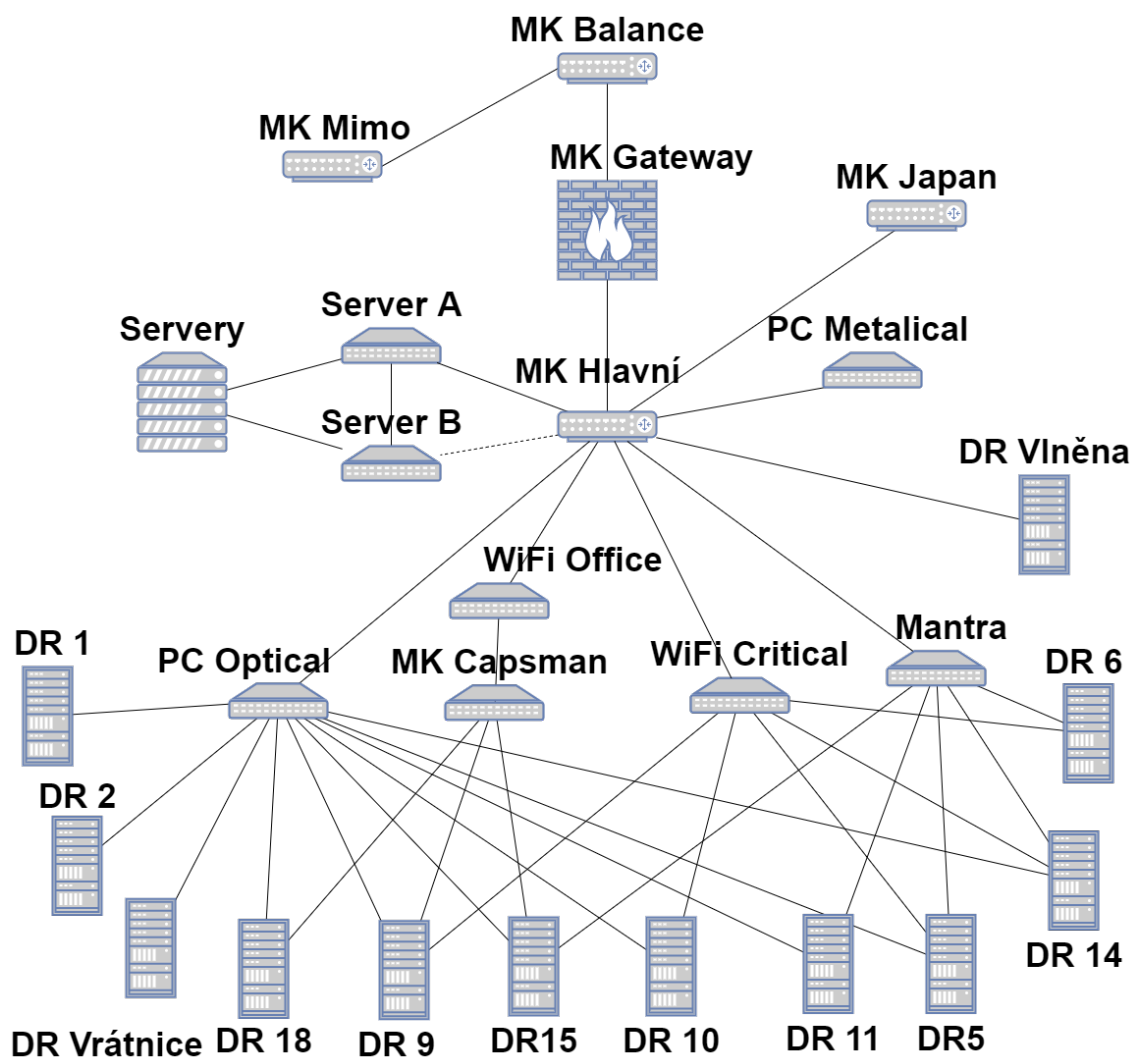 MK Balance
MK Mimo
MK Gateway
MK Japan
Server A
Servery
PC Metalical
MK Hlavní
Server B
DR Vlněna
WiFi Office
Mantra
DR 1
PC Optical
MK Capsman
WiFi Critical
DR 6
DR 2
DR 14
DR Vrátnice
DR 18
DR 9
DR15
DR 10
DR 11
DR5